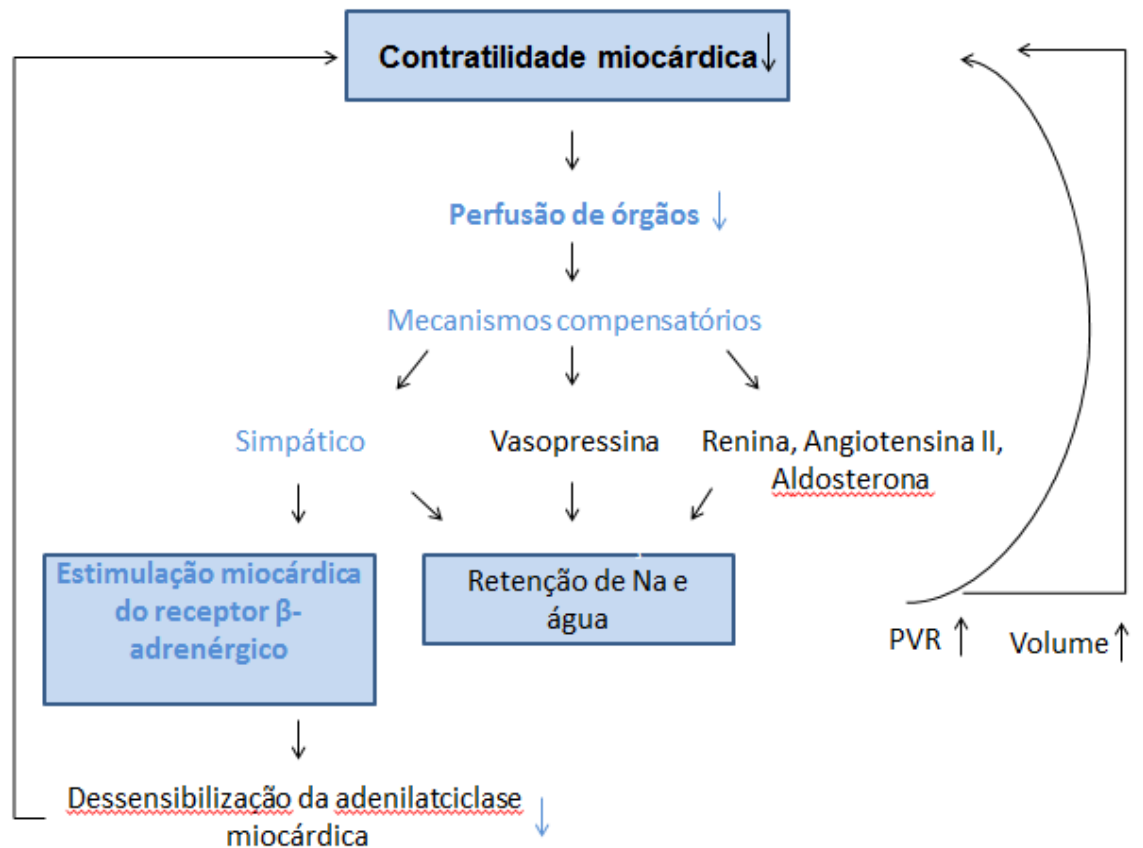 Contratilidade miocárdica↓
Perfusão de órgãos ↓
Mecanismos compensatórios
Simpático
Vasopressina
Renina, Angiotensina II,
Aldosterona
Estimulação miocárdica
do receptor β-
adrenérgico
Retenção de Na e
água
PVR ↑
Volume ↑
Dessensibilização da adenilatciclase
miocárdica ↓